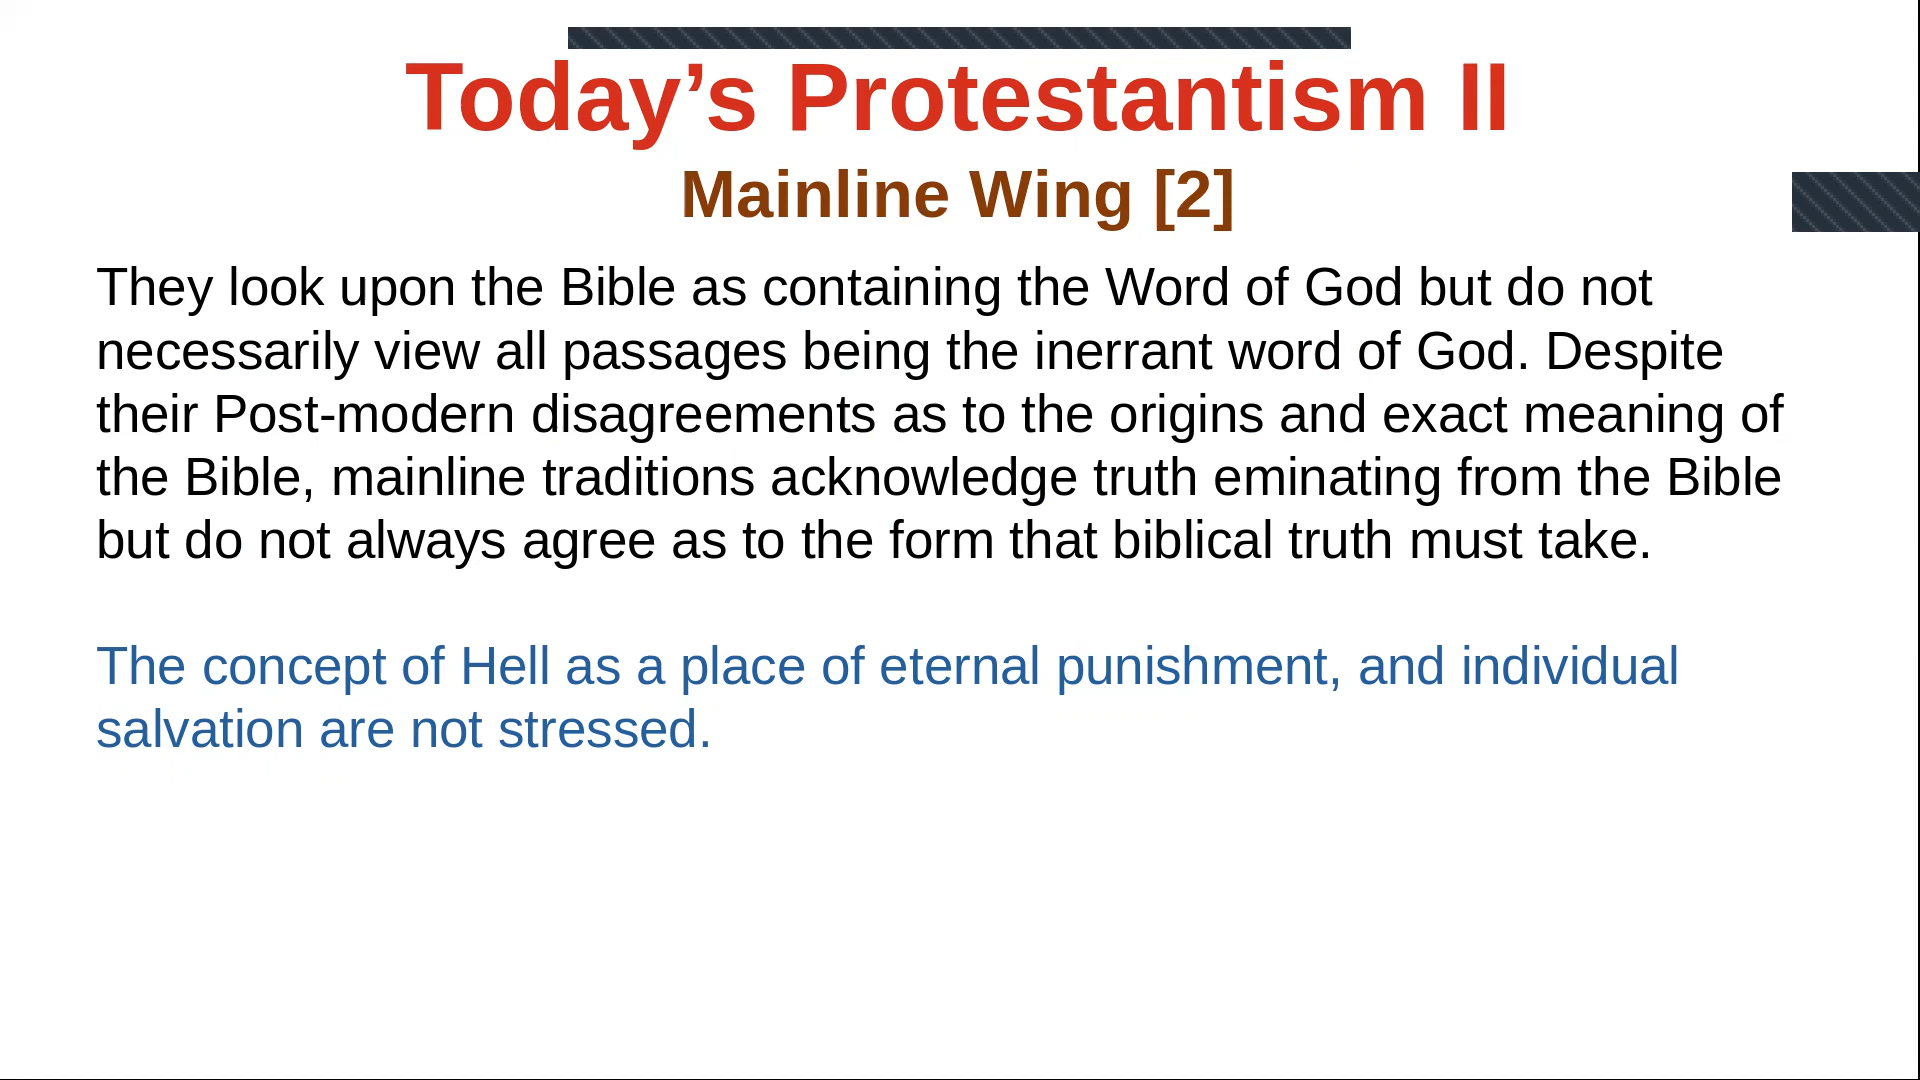 Today’s Protestantism II
Mainline Wing [2]
They look upon the Bible as containing the Word of God but do not
necessarily view all passages being the inerrant word of God. Despite
their Post-modern disagreements as to the origins and exact meaning of
the Bible, mainline traditions acknowledge truth eminating from the Bible
but do not always agree as to the form that biblical truth must take.
The concept of Hell as a place of eternal punishment, and individual
salvation are not stressed.